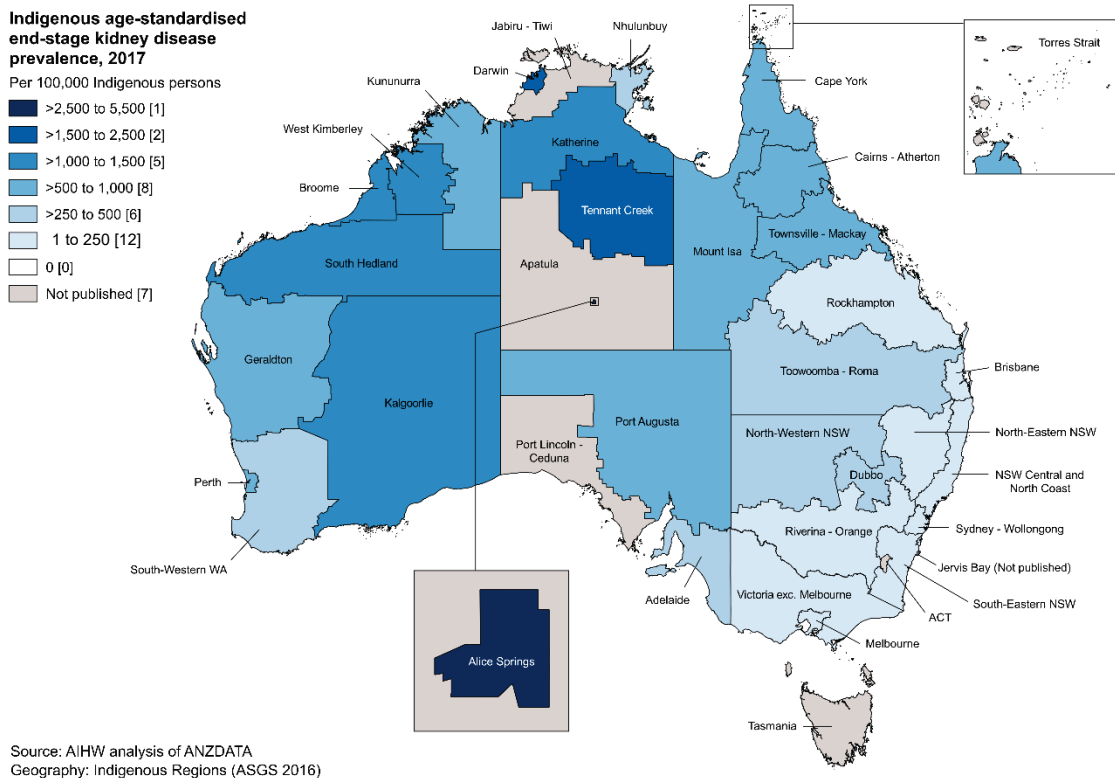 Indigenous age-standardised
end-stage kidney disease
prevalence, 2017
Per 100,000 Indigenous persons
>2,500 to 5,500 [1]
>1,500 to 2,500 [2]
>1,000 to 1,500 [5]
>500 to 1,000 [8]
>250 to 500 [6]
1 to 250 [12]
0 [0]
Not published [7]
Jabiru - Tiwi
Nhulunbuy
Darwin
Kununurra
West Kimberley
Broome
Katherine
Cape York
Torres Strait
Cairns - Atherton
Tennant Creek
Townsville - Mackay
Mount Isa
South Hedland
Apatula
Rockhampton
Geraldton
Brisbane
Toowoomba - Roma
Kalgoorlie
Port Augusta
North-Western NSW
North-Eastern NSW
Port Lincoln -
Ceduna
Dubbo
NSW Central and
North Coast
Perth
Riverina - Orange
Sydney - Wollongong
South-Western WA
Jervis Bay (Not published)
Adelaide
Victoria exc. Melbourne
South-Eastern NSW
ACT
Melbourne
Alice Springs
Tasmania
Source: AIHW analysis of ANZDATA
Geography: Indigenous Regions (ASGS 2016)